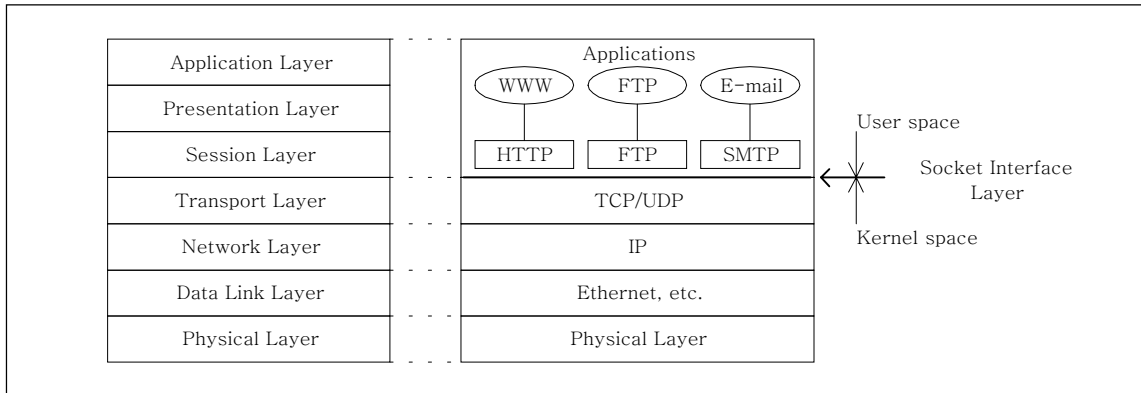 Application Layer
Presentation Layer
Session Layer
Transport Layer
Network Layer
Data Link Layer
Physical Layer
Applications
WWW FTP E-mail
HTTP FTP SMTP
TCP/UDP
IP
Ethernet, etc.
Physical Layer
User space
Socket Interface
Layer
Kernel space